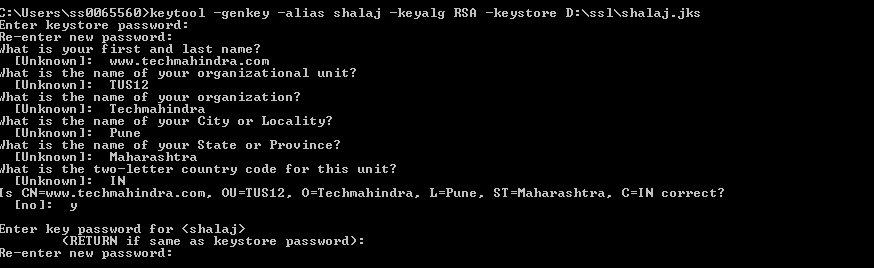 C:\Users\ss0065560>keytool -genkey -alias shalaj -keyalg RSA -keystore D:\ssl\shalaj.jks
Enter keystore password:
Re-enter new password:
What is your first and last name?
  [Unknown]:  www.techmahindra.com
What is the name of your organizational unit?
  [Unknown]:  TUS12
What is the name of your organization?
  [Unknown]:  Techmahindra
What is the name of your City or Locality?
  [Unknown]:  Pune
What is the name of your State or Province?
  [Unknown]:  Maharashtra
What is the two-letter country code for this unit?
  [Unknown]:  IN
Is CN=www.techmahindra.com, OU=TUS12, O=Techmahindra, L=Pune, ST=Maharashtra, C=IN correct?
  [no]:  y
Enter key password for <shalaj>
        (RETURN if same as keystore password):
Re-enter new password: